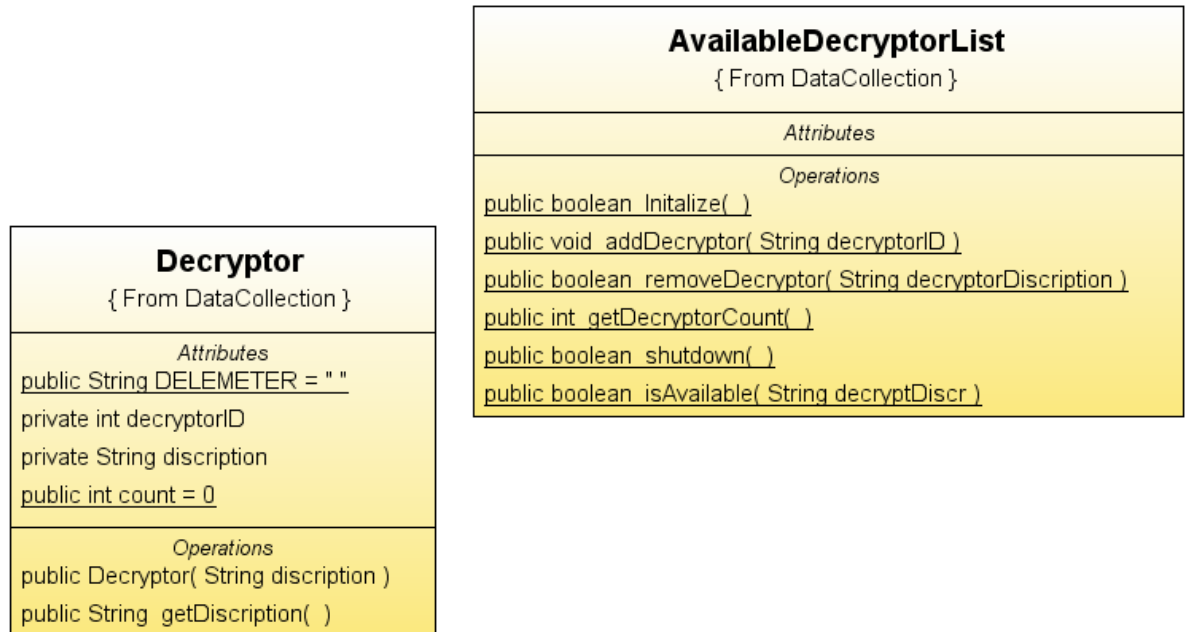 AvailableDecryptorList
{ From DataCollection }
Attributes
Operations
public boolean Initalize( )
public void addDecryptor( String decryptorID )
public boolean removeDecryptor( String decryptorDiscription )
public int getDecryptorCount( )
public boolean shutdown( )
public boolean isAvailable( String decryptDiscr )
Decryptor
{ From DataCollection }
Attributes
public String DELEMETER = " "
private int decryptorID
private String discription
public int count = 0
Operations
public Decryptor( String discription )
public String getDiscription( )